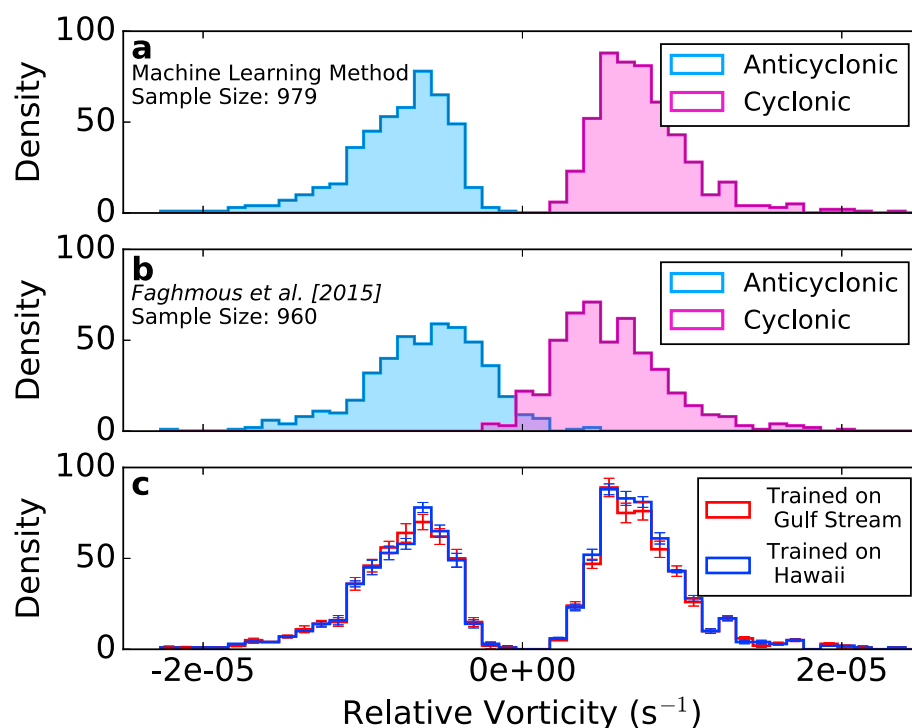 100
50
0
Density
a
Machine Learning Method
Sample Size: 979
Anticyclonic
Cyclonic
100
50
0
Density
b
Faghmous et al. [2015]
Sample Size: 960
Anticyclonic
Cyclonic
100
50
0
Density
c
Trained on
Gulf Stream
Trained on
Hawaii
-2e-05 0e+00 2e-05
Relative Vorticity (s⁻¹)